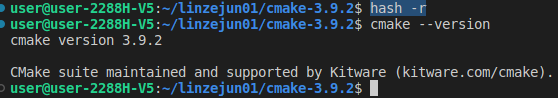 user@user-2288H-V5:~/linzejun01/cmake-3.9.2$ hash -r
user@user-2288H-V5:~/linzejun01/cmake-3.9.2$ cmake --version
cmake version 3.9.2

CMake suite maintained and supported by Kitware (kitware.com/cmake).
user@user-2288H-V5:~/linzejun01/cmake-3.9.2$